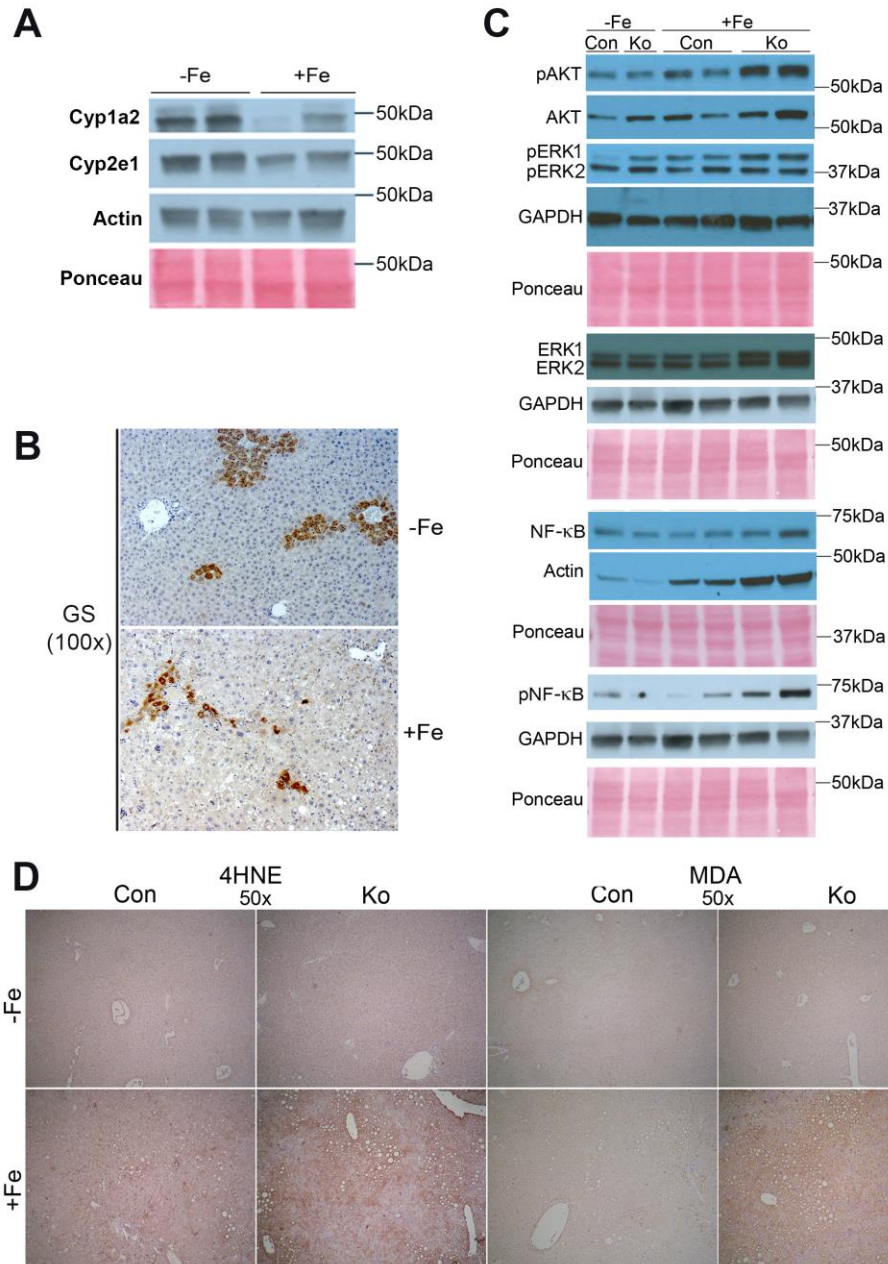 A
-Fe +Fe
Cyp1a2 50kDa
Cyp2e1
50kDa
Actin
50kDa
Ponceau
B
-Fe
GS
(100x)
+Fe
C
-Fe +Fe
Con Ko Con Ko
pAKT
50kDa
AKT
50kDa
pERK1
pERK2 37kDa
37kDa
GAPDH
50kDa
Ponceau
50kDa
ERK1
ERK2
37kDa
GAPDH
50kDa
Ponceau
75kDa
NF-κB
50kDa
Actin
Ponceau
37kDa
75kDa
pNF-κB
37kDa
GAPDH
50kDa
Ponceau
D
4HNE MDA
Con 50x Ko Con 50x Ko
-Fe
+Fe